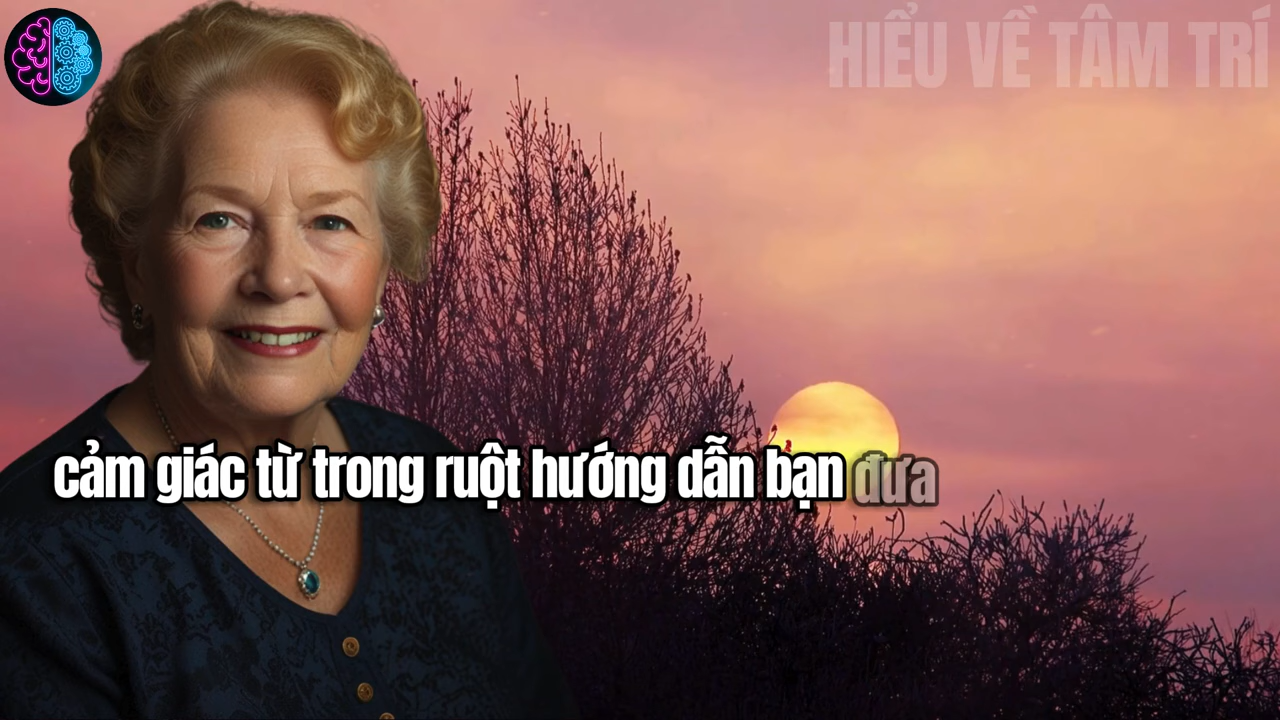 HIỂU VỀ TÂM TRÍ
cảm giác từ trong ruột hướng dẫn bạn đưa